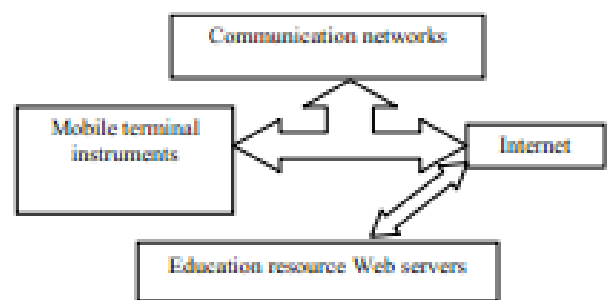 Communication networks
Mobile terminal
instruments
Internet
Education resource Web servers